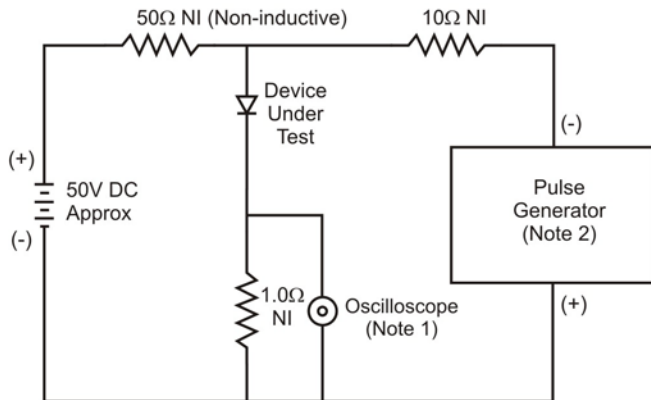 50Ω NI (Non-inductive)
10Ω NI
Device
Under
Test
(+)
50V DC
Approx
(-)
1.0Ω
NI
Oscilloscope
(Note 1)
(-)
Pulse
Generator
(Note 2)
(+)